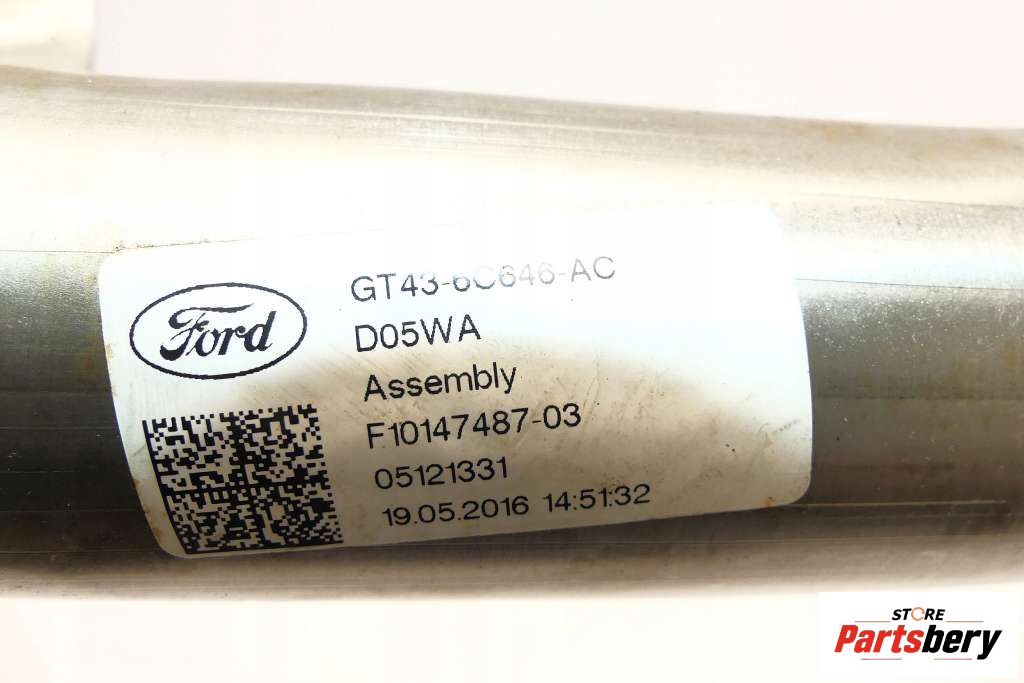 Ford
GT43-6C646-AC
D05WA
Assembly
F10147487-03
05121331
19.05.2016 14:51:32
STORE
Partsbery